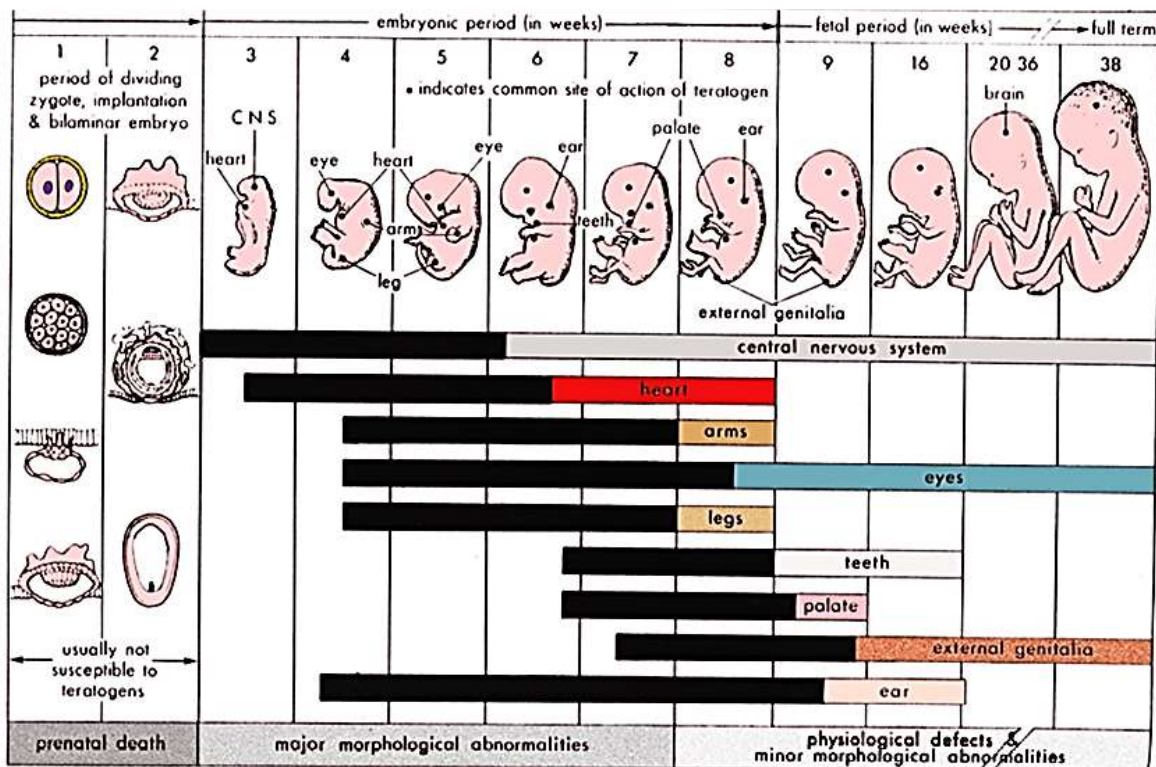 embryonic period (in weeks)
fetal period (in weeks)
full term
1
2
3
4
5
6
7
8
9
16
20 36
38
period of dividing
zygote, implantation
& bilaminar embryo
• indicates common site of action of teratogen
CNS
heart
eye
heart
eye
ear
palate
ear
brain
arms
teeth
leg
external genitalia
central nervous system
heart
arms
eyes
legs
teeth
palate
external genitalia
ear
usually not
susceptible to
teratogens
prenatal death
major morphological abnormalities
physiological defects &
minor morphological abnormalities